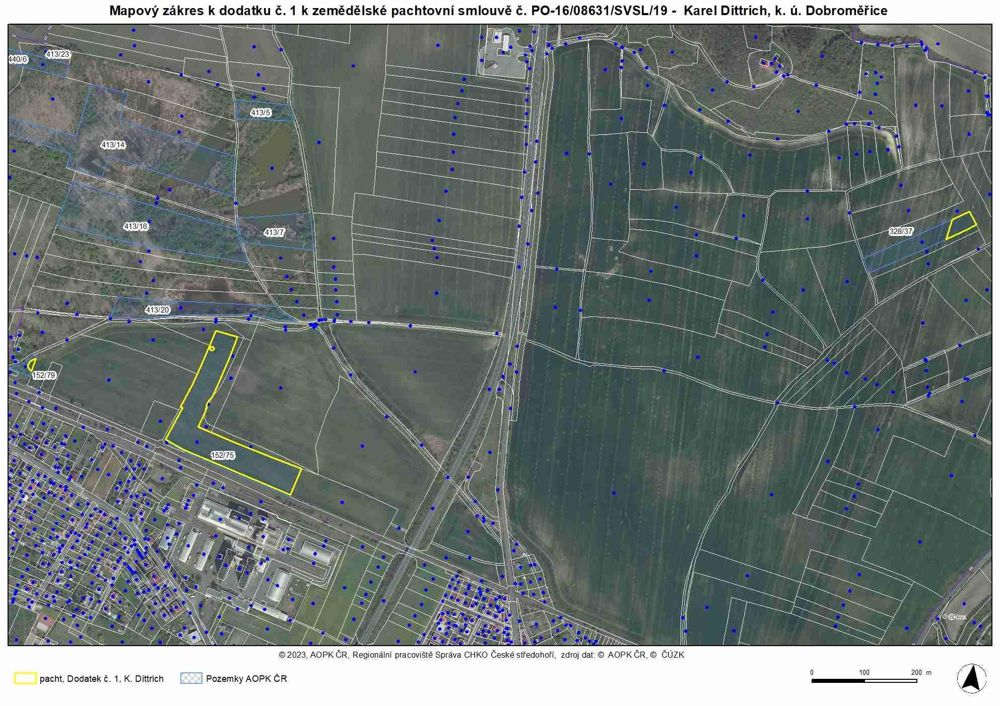 Mapový zákres k dodatku č. 1 k zemědělské pachtovní smlouvě č. PO-16/08631/SVSL/19 - Karel Dittrich, k. ú. Dobroměřice
413/23
440/6
413/5
413/14
413/16
413/7
328/37
413/20
152/79
152/75
© ČÚZK
© 2023, AOPK ČR, Regionální pracoviště Správa CHKO České středohoří, zdroj dat: © AOPK ČR, © ČÚZK
pacht, Dodatek č. 1, K. Dittrich
Pozemky AOPK ČR
0 100 200 m